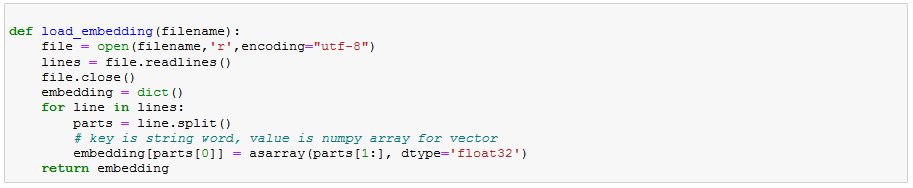 def load_embedding(filename):
    file = open(filename,'r',encoding="utf-8")
    lines = file.readlines()
    file.close()
    embedding = dict()
    for line in lines:
        parts = line.split()
        # key is string word, value is numpy array for vector
        embedding[parts[0]] = asarray(parts[1:], dtype='float32')
    return embedding